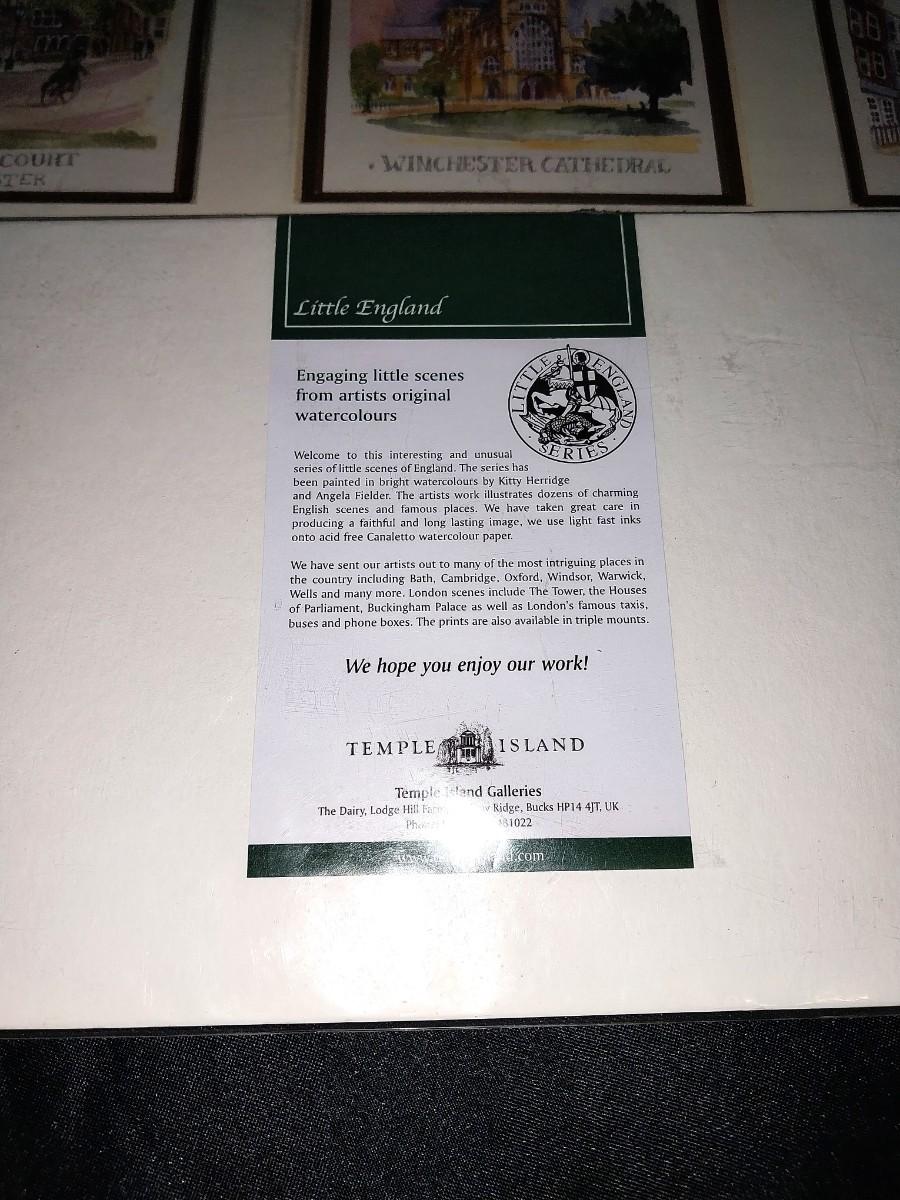 COURT
WINCHESTER CATHEDRAL
Little England
Engaging little scenes
from artists original
watercolours
LITTLE ENGLAND
SERIES
Welcome to this interesting and unusual
series of little scenes of England. The series has
been painted in bright watercolours by Kitty Herridge
and Angela Fielder. The artists work illustrates dozens of charming
English scenes and famous places. We have taken great care in
producing a faithful and long lasting image, we use light fast inks
onto acid free Canaletto watercolour paper.
We have sent our artists out to many of the most intriguing places in
the country including Bath, Cambridge, Oxford, Windsor, Warwick,
Wells and many more. London scenes include The Tower, the Houses
of Parliament, Buckingham Palace as well as London's famous taxis,
buses and phone boxes. The prints are also available in triple mounts.
We hope you enjoy our work!
TEMPLE ISLAND
Temple Island Galleries
The Dairy, Lodge Hill Ridge, Bucks HP14 4JT, UK